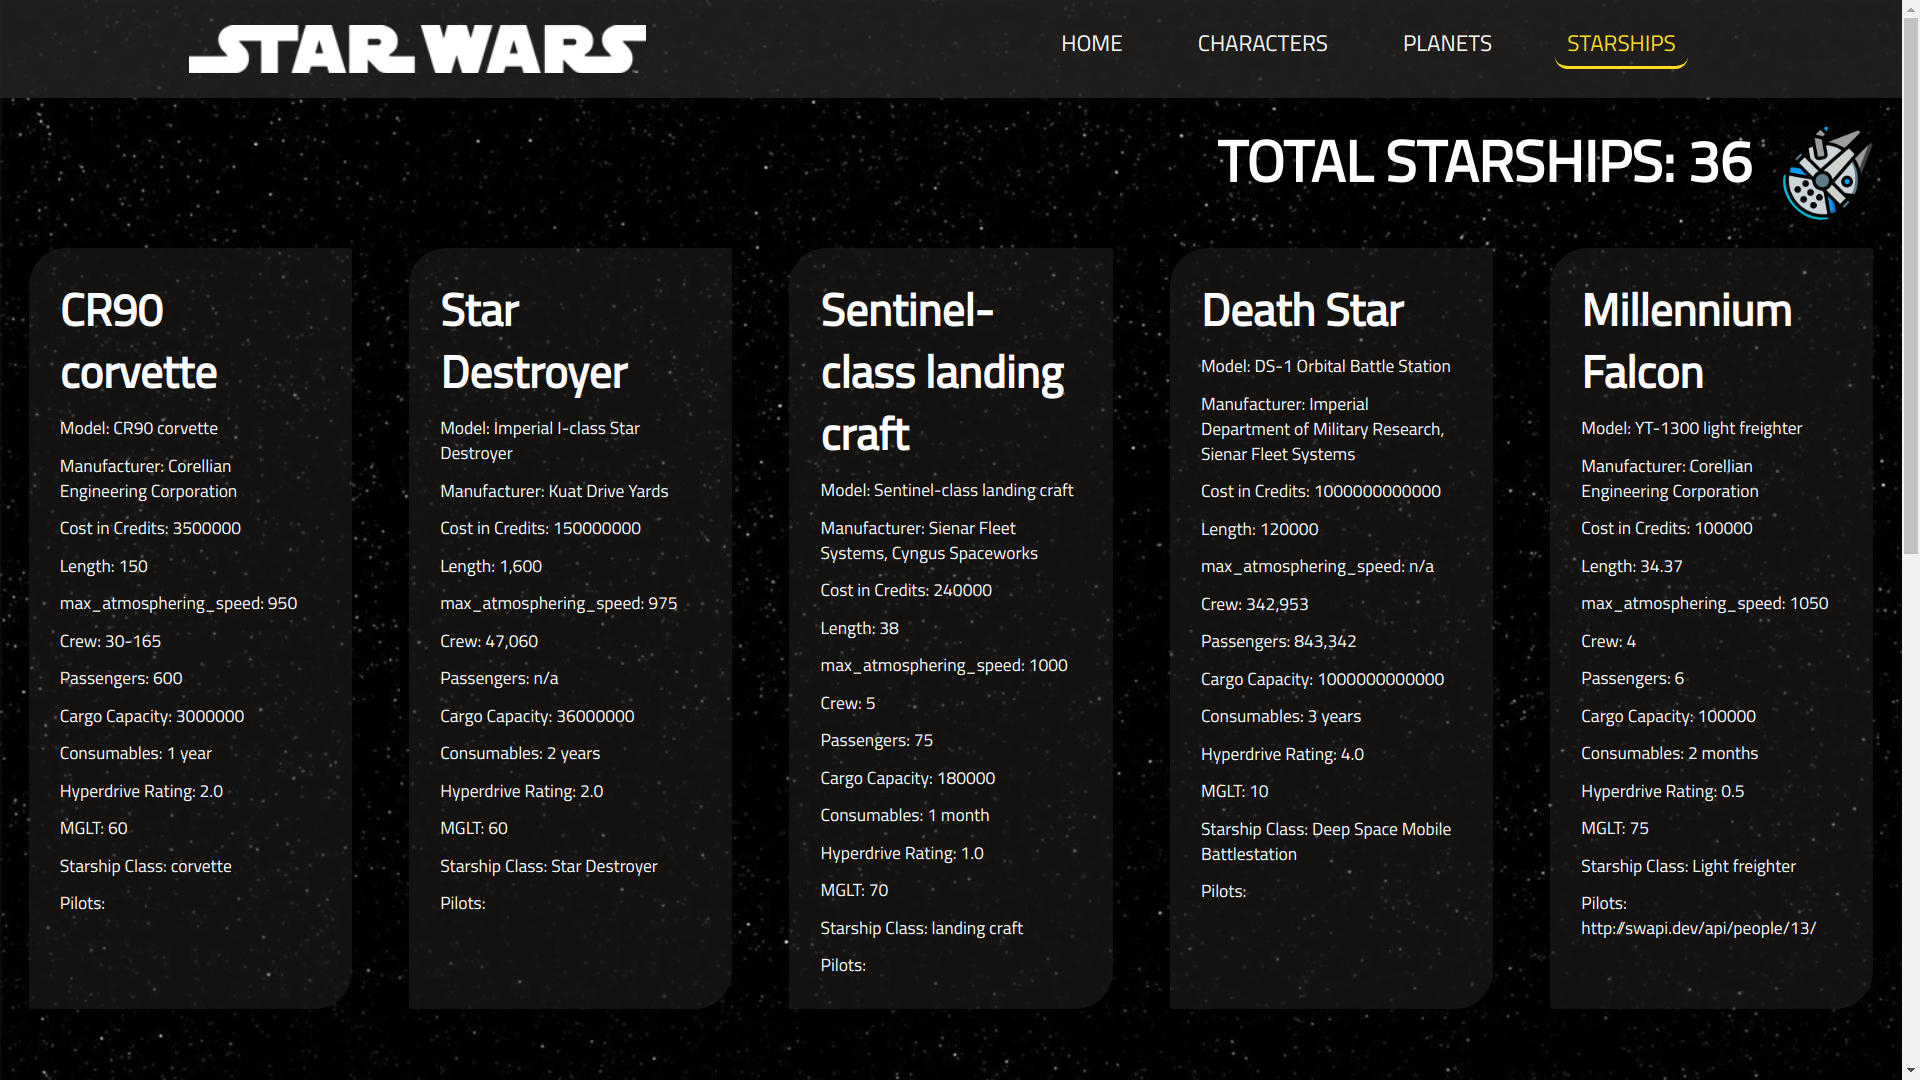 STAR WARS
HOME
CHARACTERS
PLANETS
STARSHIPS
TOTAL STARSHIPS: 36
CR90
corvette
Model: CR90 corvette
Manufacturer: Corellian
Engineering Corporation
Cost in Credits: 3500000
Length: 150
max_atmosphering_speed: 950
Crew: 30-165
Passengers: 600
Cargo Capacity: 3000000
Consumables: 1 year
Hyperdrive Rating: 2.0
MGLT: 60
Starship Class: corvette
Pilots:
Star
Destroyer
Model: Imperial I-class Star
Destroyer
Manufacturer: Kuat Drive Yards
Cost in Credits: 150000000
Length: 1,600
max_atmosphering_speed: 975
Crew: 47,060
Passengers: n/a
Cargo Capacity: 36000000
Consumables: 2 years
Hyperdrive Rating: 2.0
MGLT: 60
Starship Class: Star Destroyer
Pilots:
Sentinel-
class landing
craft
Model: Sentinel-class landing craft
Manufacturer: Sienar Fleet
Systems, Cyngus Spaceworks
Cost in Credits: 240000
Length: 38
max_atmosphering_speed: 1000
Crew: 5
Passengers: 75
Cargo Capacity: 180000
Consumables: 1 month
Hyperdrive Rating: 1.0
MGLT: 70
Starship Class: landing craft
Pilots:
Death Star
Model: DS-1 Orbital Battle Station
Manufacturer: Imperial
Department of Military Research,
Sienar Fleet Systems
Cost in Credits: 1000000000000
Length: 120000
max_atmosphering_speed: n/a
Crew: 342,953
Passengers: 843,342
Cargo Capacity: 1000000000000
Consumables: 3 years
Hyperdrive Rating: 4.0
MGLT: 10
Starship Class: Deep Space Mobile
Battlestation
Pilots:
Millennium
Falcon
Model: YT-1300 light freighter
Manufacturer: Corellian
Engineering Corporation
Cost in Credits: 100000
Length: 34.37
max_atmosphering_speed: 1050
Crew: 4
Passengers: 6
Cargo Capacity: 100000
Consumables: 2 months
Hyperdrive Rating: 0.5
MGLT: 75
Starship Class: Light freighter
Pilots:
http://swapi.dev/api/people/13/